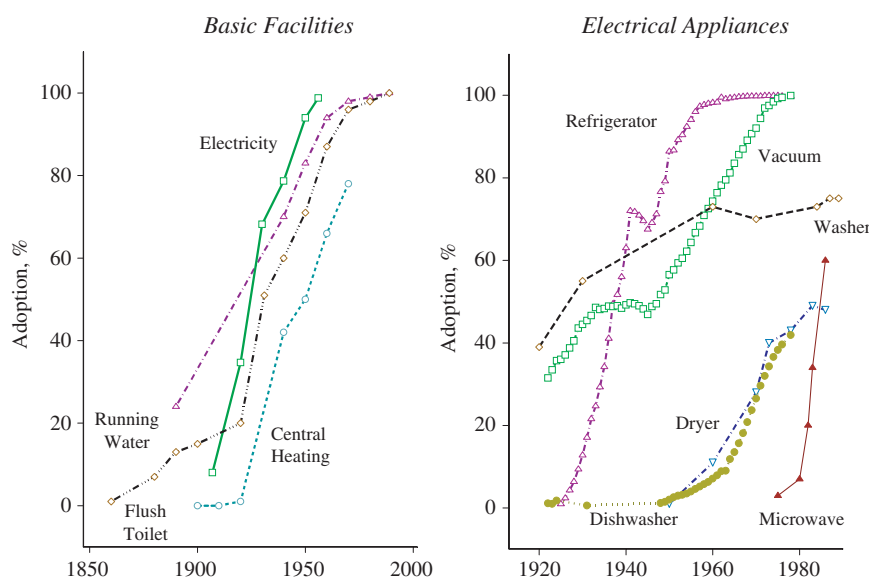 Basic Facilities
Electrical Appliances
100
80
60
40
20
0
Adoption, %
Electricity
Running
Water
Central
Heating
Flush
Toilet
1850
1900
1950
2000
100
80
60
40
20
0
Adoption, %
Refrigerator
Vacuum
Washer
Dryer
Dishwasher
Microwave
1920
1940
1960
1980